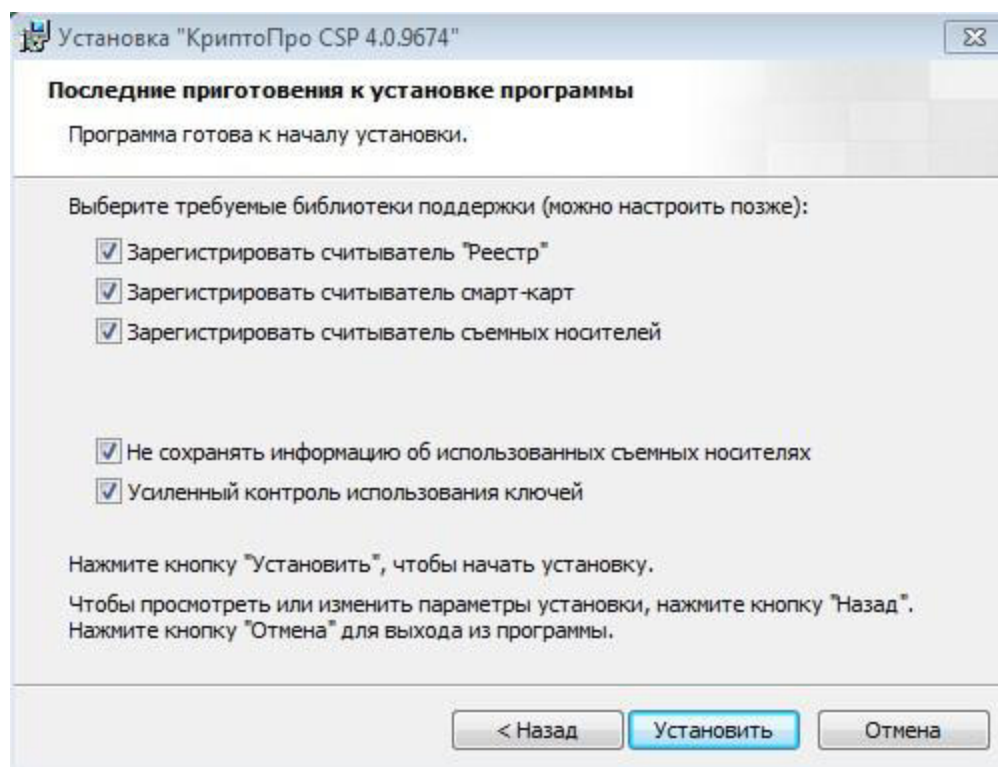 Установка "КриптоПро CSP 4.0.9674"
Последние приготовения к установке программы
Программа готова к началу установки.
Выберите требуемые библиотеки поддержки (можно настроить позже):
Зарегистрировать считыватель "Реестр"
Зарегистрировать считыватель смарт-карт
Зарегистрировать считыватель съемных носителей
Не сохранять информацию об использованных съемных носителях
Усиленный контроль использования ключей
Нажмите кнопку "Установить", чтобы начать установку.
Чтобы просмотреть или изменить параметры установки, нажмите кнопку "Назад".
Нажмите кнопку "Отмена" для выхода из программы.
< Назад Установить Отмена